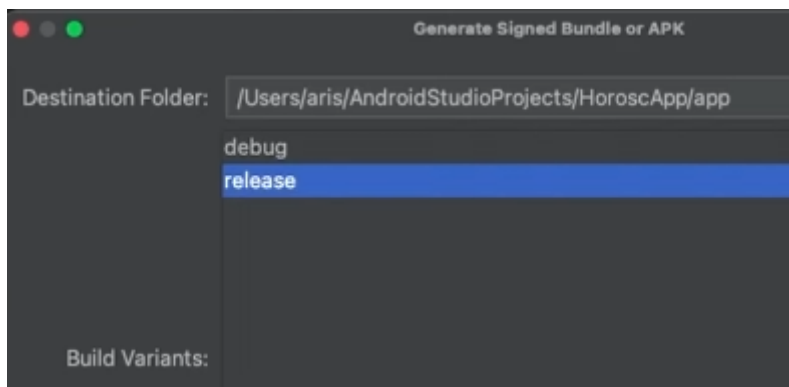 Generate Signed Bundle or APK
Destination Folder: /Users/aris/AndroidStudioProjects/HoroscApp/app
debug
release
Build Variants: